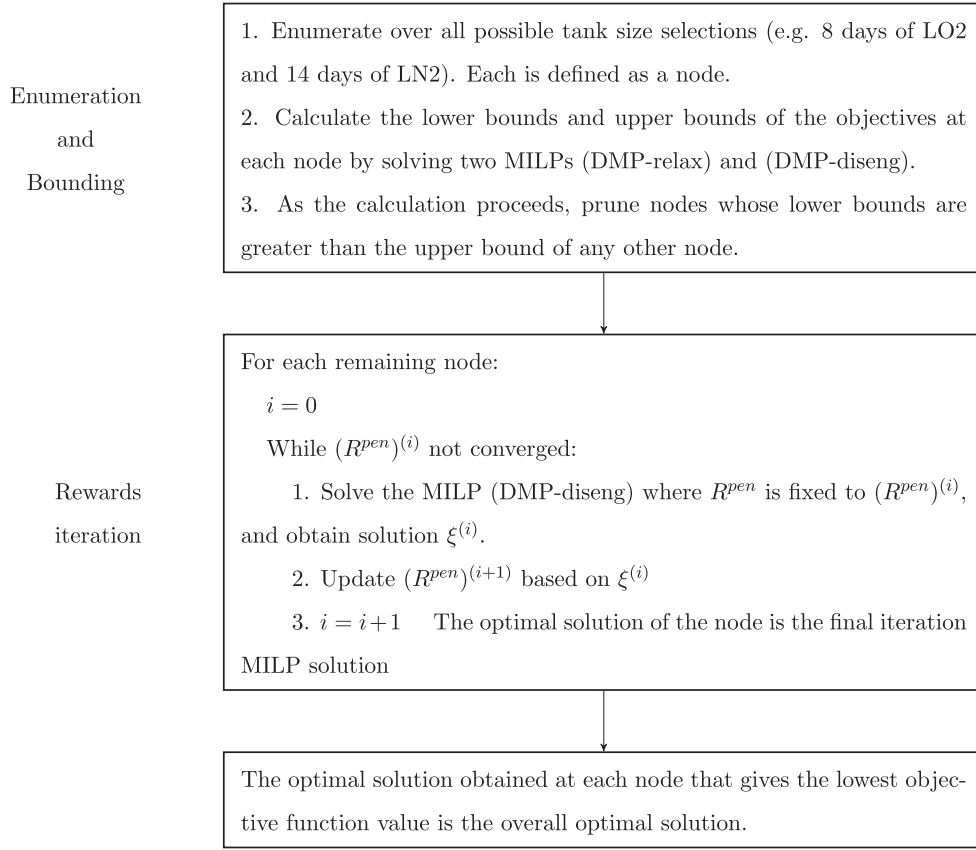 Enumeration
and
Bounding
1. Enumerate over all possible tank size selections (e.g. 8 days of LO2
and 14 days of LN2). Each is defined as a node.
2. Calculate the lower bounds and upper bounds of the objectives at
each node by solving two MILPs (DMP-relax) and (DMP-diseng).
3. As the calculation proceeds, prune nodes whose lower bounds are
greater than the upper bound of any other node.
Rewards
iteration
For each remaining node:
i = 0
While (R^{pen})^{(i)} not converged:
1. Solve the MILP (DMP-diseng) where R^{pen} is fixed to (R^{pen})^{(i)},
and obtain solution ξ^{(i)}.
2. Update (R^{pen})^{(i+1)} based on ξ^{(i)}
3. i = i+1 The optimal solution of the node is the final iteration
MILP solution
The optimal solution obtained at each node that gives the lowest objec-
tive function value is the overall optimal solution.